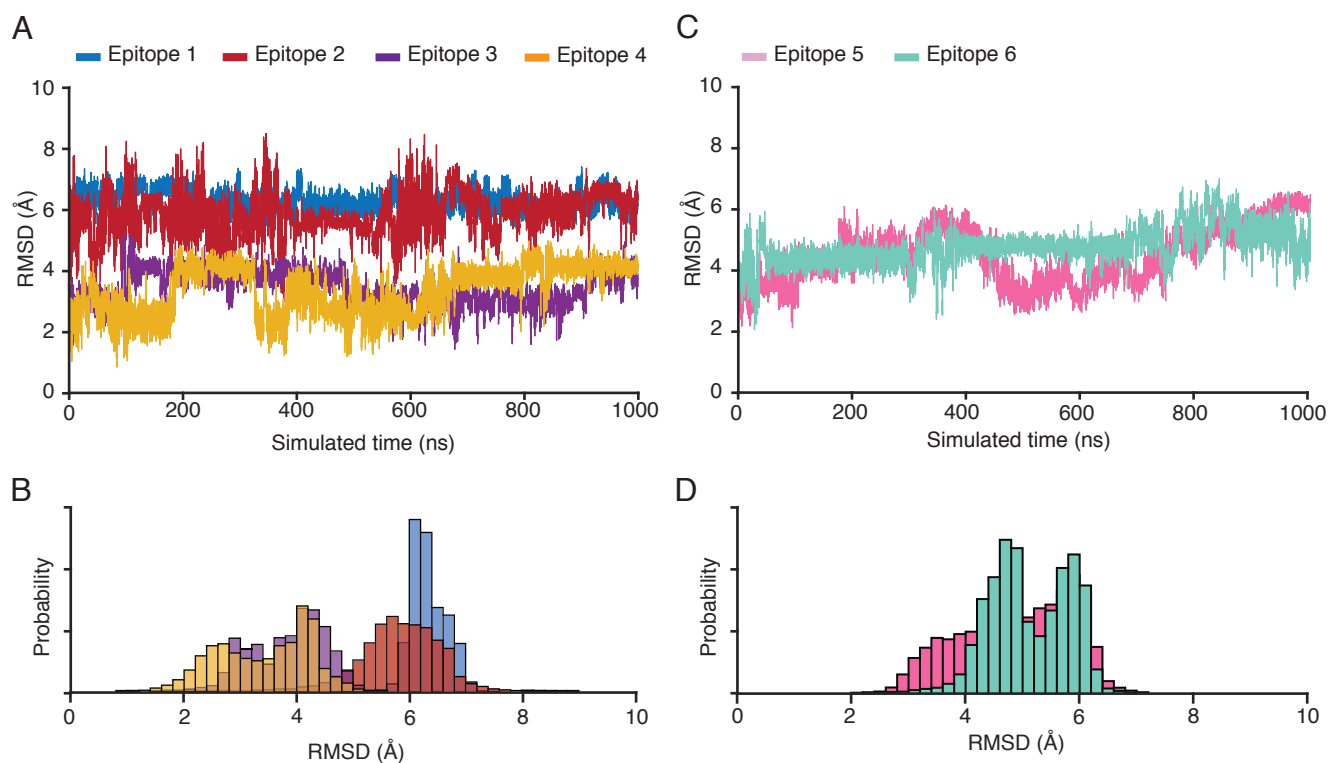 A
Epitope 1 Epitope 2 Epitope 3 Epitope 4
10
8
6
4
2
0
RMSD (Å)
0 200 400 600 800 1000
Simulated time (ns)
C
Epitope 5 Epitope 6
10
8
6
4
2
0
RMSD (Å)
0 200 400 600 800 1000
Simulated time (ns)
B
Probability
0 2 4 6 8 10
RMSD (Å)
D
Probability
0 2 4 6 8 10
RMSD (Å)